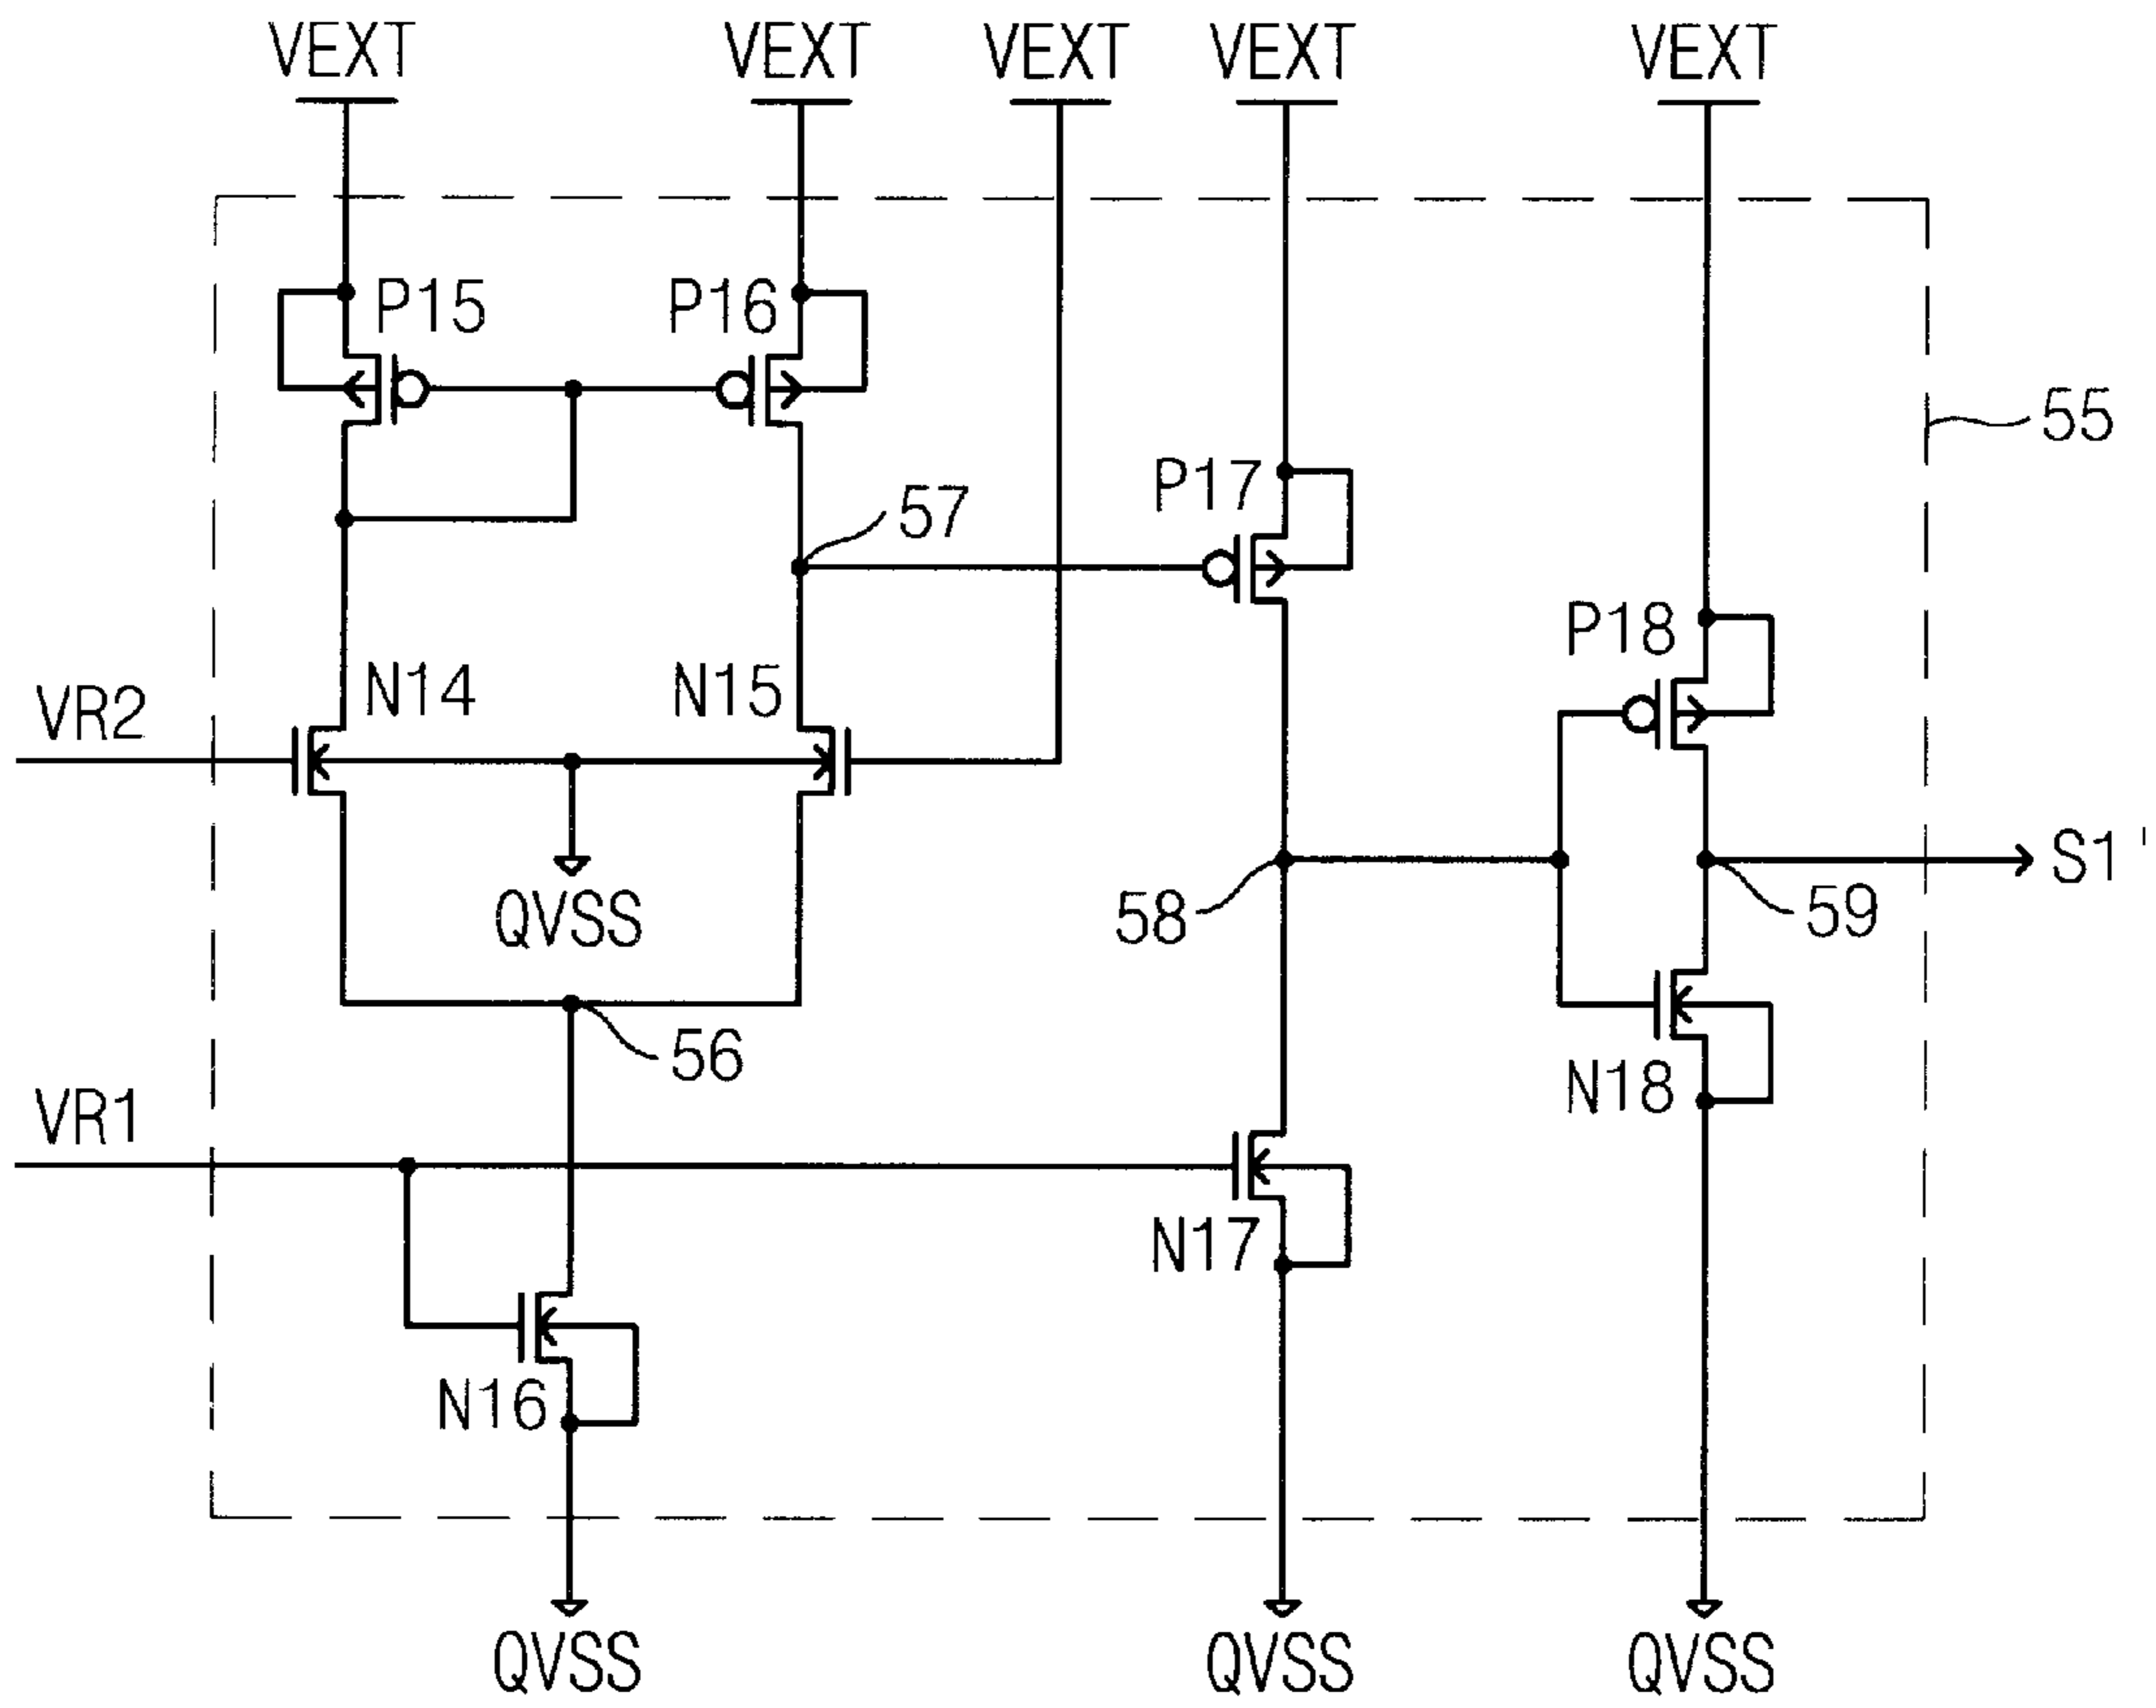 VEXT VEXT VEXT VEXT VEXT
P15 P16
55
P17
57
P18
N14 N15
VR2
S1'
QVSS
58 59
56
N18
VR1
N17
N16
QVSS QVSS QVSS